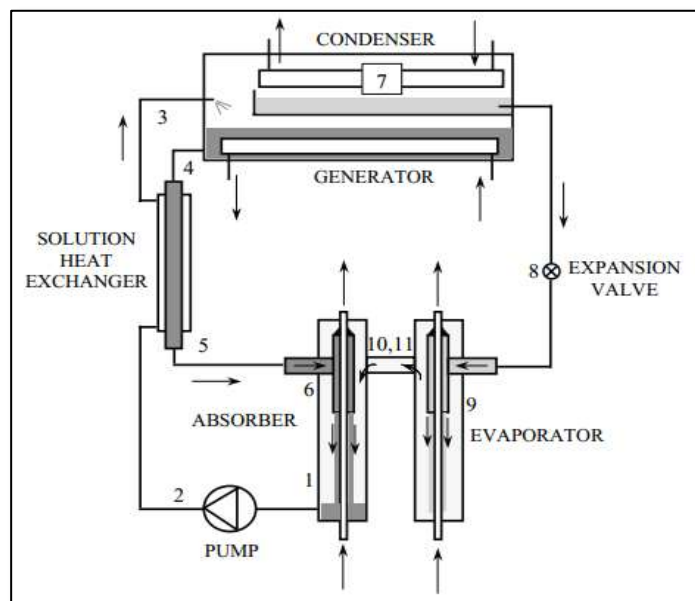 CONDENSER
7
3
4
GENERATOR
SOLUTION
HEAT
EXCHANGER
8
EXPANSION
VALVE
5
10,11
6
9
ABSORBER
EVAPORATOR
1
2
PUMP